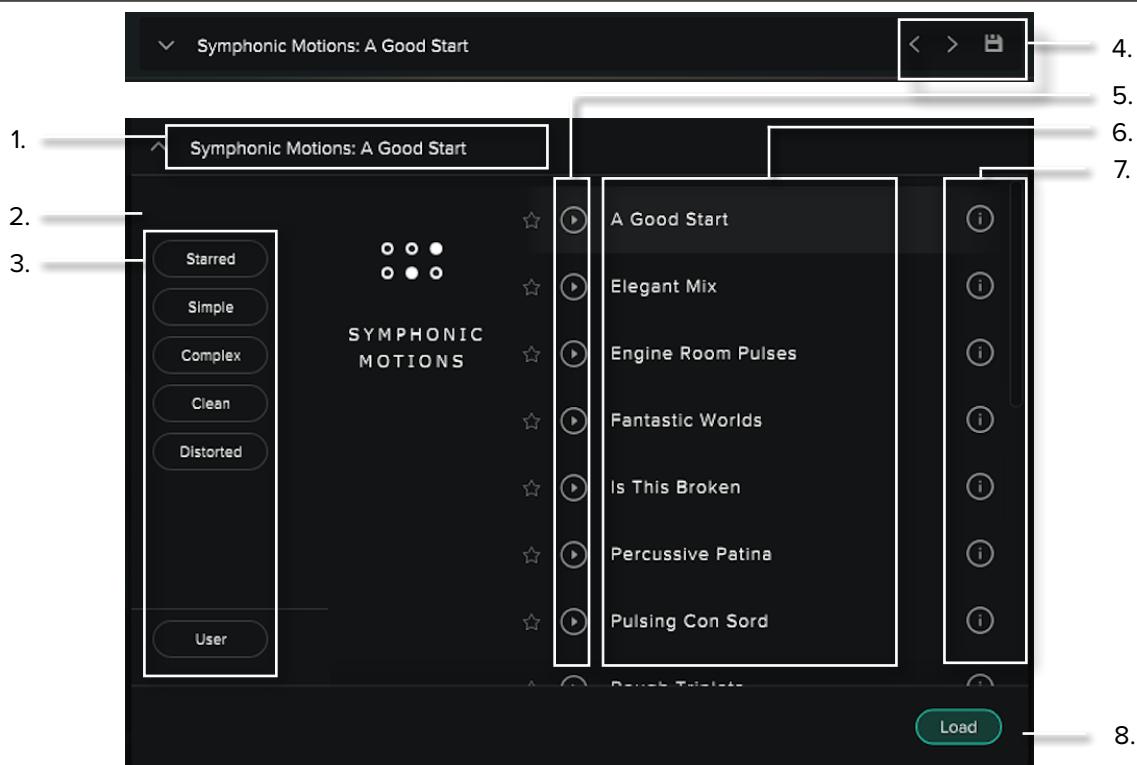 Symphonic Motions: A Good Start
4.
5.
1.
Symphonic Motions: A Good Start
6.
7.
2.
3.
Starred
Simple
Complex
Clean
Distorted
User
SYMPHONIC
MOTIONS
A Good Start
Elegant Mix
Engine Room Pulses
Fantastic Worlds
Is This Broken
Percussive Patina
Pulsing Con Sord
Rough Triplets
Load
8.